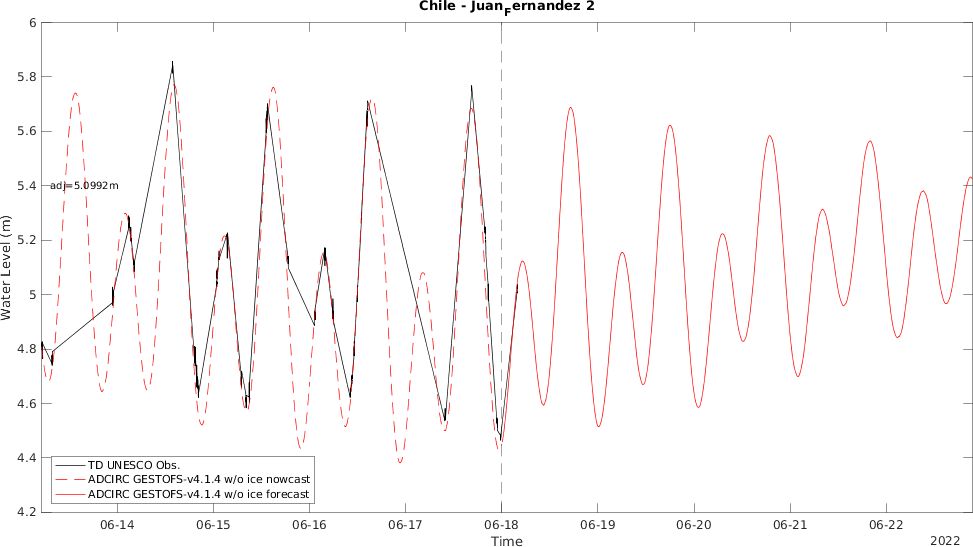 Chile - JuanFernandez 2
6
5.8
5.6
5.4
5.2
5
4.8
4.6
4.4
4.2
Water Level (m)
adj=5.0992m
TD UNESCO Obs.
ADCIRC GESTOFS-v4.1.4 w/o ice nowcast
ADCIRC GESTOFS-v4.1.4 w/o ice forecast
06-14 06-15 06-16 06-17 06-18 06-19 06-20 06-21 06-22
Time
2022